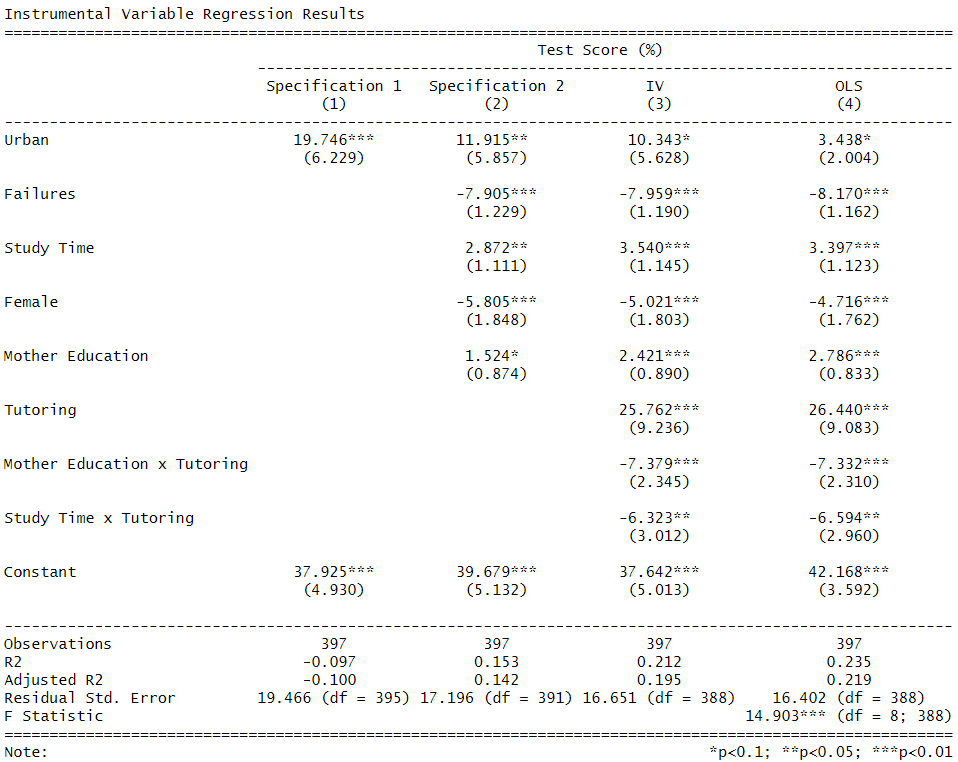 Instrumental Variable Regression Results
==========================================================================================================
Test Score (%)
-----------------------------------------------------------------------------
Specification 1 Specification 2 IV OLS
(1) (2) (3) (4)
----------------------------------------------------------------------------------------------------------
Urban 19.746*** 11.915** 10.343* 3.438*
(6.229) (5.857) (5.628) (2.004)
Failures -7.905*** -7.959*** -8.170***
(1.229) (1.190) (1.162)
Study Time 2.872** 3.540*** 3.397***
(1.111) (1.145) (1.123)
Female -5.805*** -5.021*** -4.716***
(1.848) (1.803) (1.762)
Mother Education 1.524* 2.421*** 2.786***
(0.874) (0.890) (0.833)
Tutoring 25.762*** 26.440***
(9.236) (9.083)
Mother Education x Tutoring -7.379*** -7.332***
(2.345) (2.310)
Study Time x Tutoring -6.323** -6.594**
(3.012) (2.960)
Constant 37.925*** 39.679*** 37.642*** 42.168***
(4.930) (5.132) (5.013) (3.592)
----------------------------------------------------------------------------------------------------------
Observations 397 397 397 397
R2 -0.097 0.153 0.212 0.235
Adjusted R2 -0.100 0.142 0.195 0.219
Residual Std. Error 19.466 (df = 395) 17.196 (df = 391) 16.651 (df = 388) 16.402 (df = 388)
F Statistic 14.903*** (df = 8; 388)
==========================================================================================================
Note: *p<0.1; **p<0.05; ***p<0.01